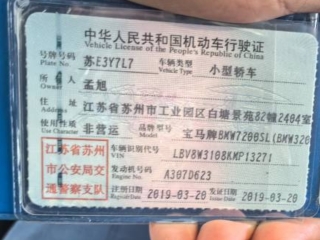 中华人民共和国机动车行驶证
Vehicle License of the People's Republic of China
号牌号码 苏E3Y7L7 车辆类型 小型轿车
Plate No. Vehicle Type
所有人 孟旭
Owner
住址 江苏省苏州市工业园区白塘景苑82幢2404室
Address
使用性质 非营运 品牌型号 宝马牌BMW7200SL(BMW320
Use Character Model
江苏省苏州市公安局交通警察支队
车辆识别代号 LBV8W3108KMP13271
VIN
发动机号码 A307D623
Engine No.
注册日期 2019-03-20 发证日期 2019-03-20
Register Date Issue Date